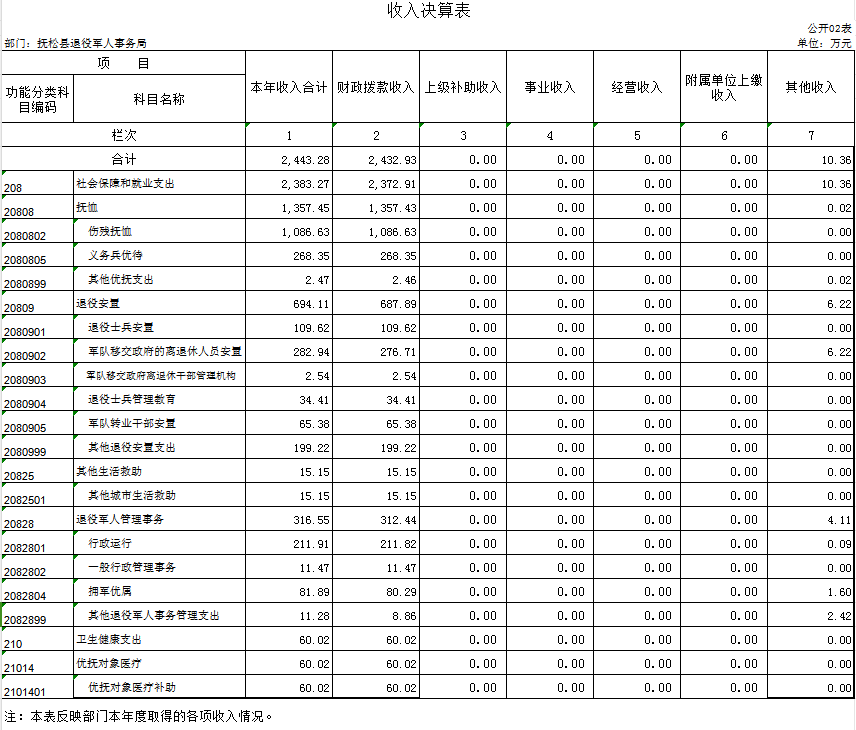 收入决算表
公开02表
部门：抚松县退役军人事务局 单位：万元
项 目 本年收入合计 财政拨款收入 上级补助收入 事业收入 经营收入 附属单位上缴收入 其他收入
功能分类科目编码 科目名称
栏次 1 2 3 4 5 6 7
合计 2,443.28 2,432.93 0.00 0.00 0.00 0.00 10.36
208 社会保障和就业支出 2,383.27 2,372.91 0.00 0.00 0.00 0.00 10.36
20808 抚恤 1,357.45 1,357.43 0.00 0.00 0.00 0.00 0.02
2080802 伤残抚恤 1,086.63 1,086.63 0.00 0.00 0.00 0.00 0.00
2080805 义务兵优待 268.35 268.35 0.00 0.00 0.00 0.00 0.00
2080899 其他优抚支出 2.47 2.46 0.00 0.00 0.00 0.00 0.02
20809 退役安置 694.11 687.89 0.00 0.00 0.00 0.00 6.22
2080901 退役士兵安置 109.62 109.62 0.00 0.00 0.00 0.00 0.00
2080902 军队移交政府的离退休人员安置 282.94 276.71 0.00 0.00 0.00 0.00 6.22
2080903 军队移交政府离退休干部管理机构 2.54 2.54 0.00 0.00 0.00 0.00 0.00
2080904 退役士兵管理教育 34.41 34.41 0.00 0.00 0.00 0.00 0.00
2080905 军队转业干部安置 65.38 65.38 0.00 0.00 0.00 0.00 0.00
2080999 其他退役安置支出 199.22 199.22 0.00 0.00 0.00 0.00 0.00
20825 其他生活救助 15.15 15.15 0.00 0.00 0.00 0.00 0.00
2082501 其他城市生活救助 15.15 15.15 0.00 0.00 0.00 0.00 0.00
20828 退役军人管理事务 316.55 312.44 0.00 0.00 0.00 0.00 4.11
2082801 行政运行 211.91 211.82 0.00 0.00 0.00 0.00 0.09
2082802 一般行政管理事务 11.47 11.47 0.00 0.00 0.00 0.00 0.00
2082804 拥军优属 81.89 80.29 0.00 0.00 0.00 0.00 1.60
2082899 其他退役军人事务管理支出 11.28 8.86 0.00 0.00 0.00 0.00 2.42
210 卫生健康支出 60.02 60.02 0.00 0.00 0.00 0.00 0.00
21014 优抚对象医疗 60.02 60.02 0.00 0.00 0.00 0.00 0.00
2101401 优抚对象医疗补助 60.02 60.02 0.00 0.00 0.00 0.00 0.00
注：本表反映部门本年度取得的各项收入情况。